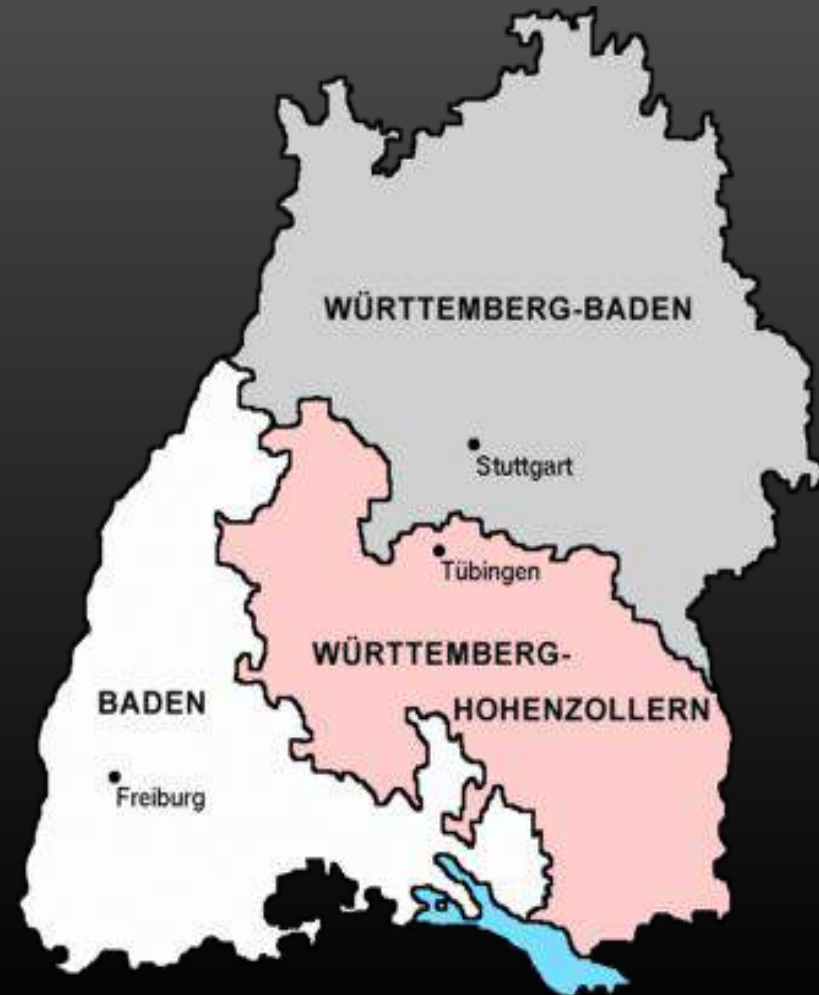 WÜRTTEMBERG-BADEN
Stuttgart
Tübingen
WÜRTTEMBERG-
HOHENZOLLERN
BADEN
Freiburg